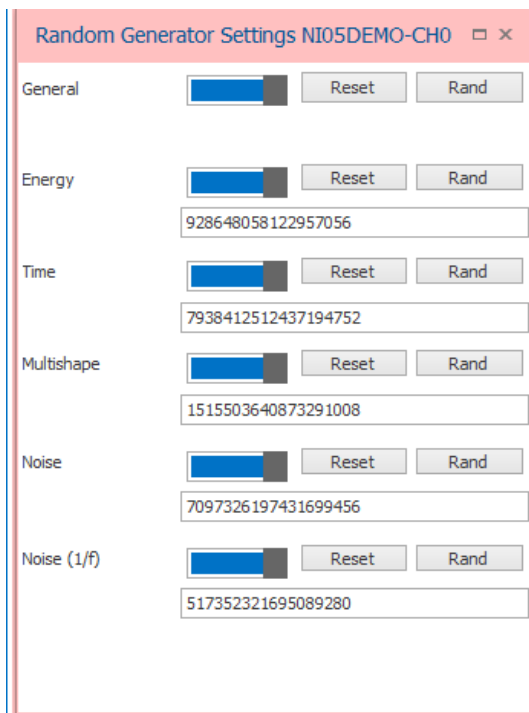 Random Generator Settings NI05DEMO-CH0
General Reset Rand
Energy Reset Rand
928648058122957056
Time Reset Rand
7938412512437194752
Multishape Reset Rand
1515503640873291008
Noise Reset Rand
7097326197431699456
Noise (1/f) Reset Rand
517352321695089280